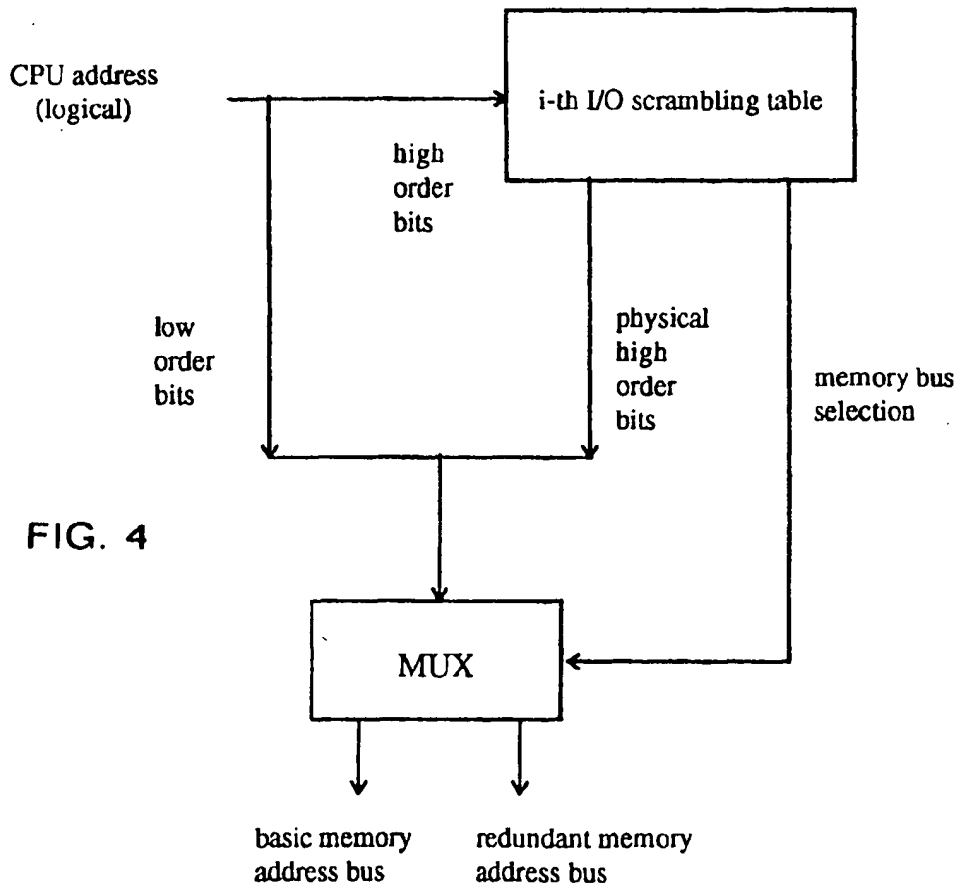 CPU address
(logical)
i-th I/O scrambling table
high
order
bits
low
order
bits
physical
high
order
bits
memory bus
selection
FIG. 4
MUX
basic memory
address bus
redundant memory
address bus